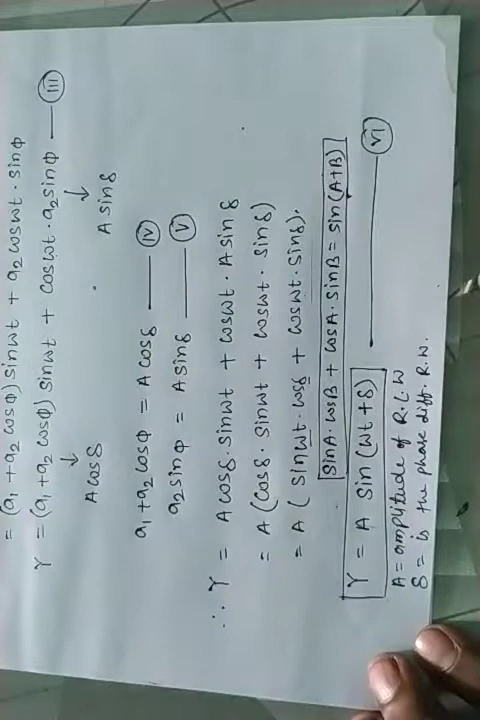 = (a₁ + a₂ cosφ) sinωt + a₂ cosωt · sinφ
Y = (a₁ + a₂ cosφ) sinωt + cosωt · a₂ sinφ — (iii)
↓ ↓
A cosδ A sinδ
a₁ + a₂ cosφ = A cosδ — (iv)
a₂ sinφ = A sinδ — (v)
∴ Y = A cosδ · sinωt + cosωt · A sinδ
= A (cosδ · sinωt + cosωt · sinδ)
= A (sinωt · cosδ + cosωt · sinδ).
sinA · cosB + cosA · sinB = sin(A+B)
Y = A sin (ωt + δ) — (vi)
A = amplitude of R.L.W
δ = is the phase diff. R.W.